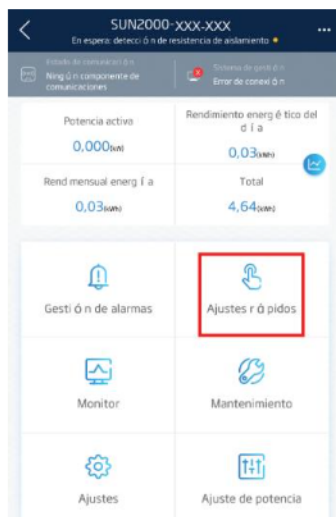 SUN2000-XXX-XXX
En espera: detecci ó n de resistencia de aislamiento
Estado de comunicaci ó n
Ning ú n componente de
comunicaciones
Sistema de gesti ó n
Error de conexi ó n
Potencia activa
0,000(kW)
Rendimiento energ é tico del
d í a
0,03(kWh)
Rend mensual energ í a
0,03(kWh)
Total
4,64(kWh)
Gesti ó n de alarmas
Ajustes r á pidos
Monitor
Mantenimiento
Ajustes
Ajuste de potencia